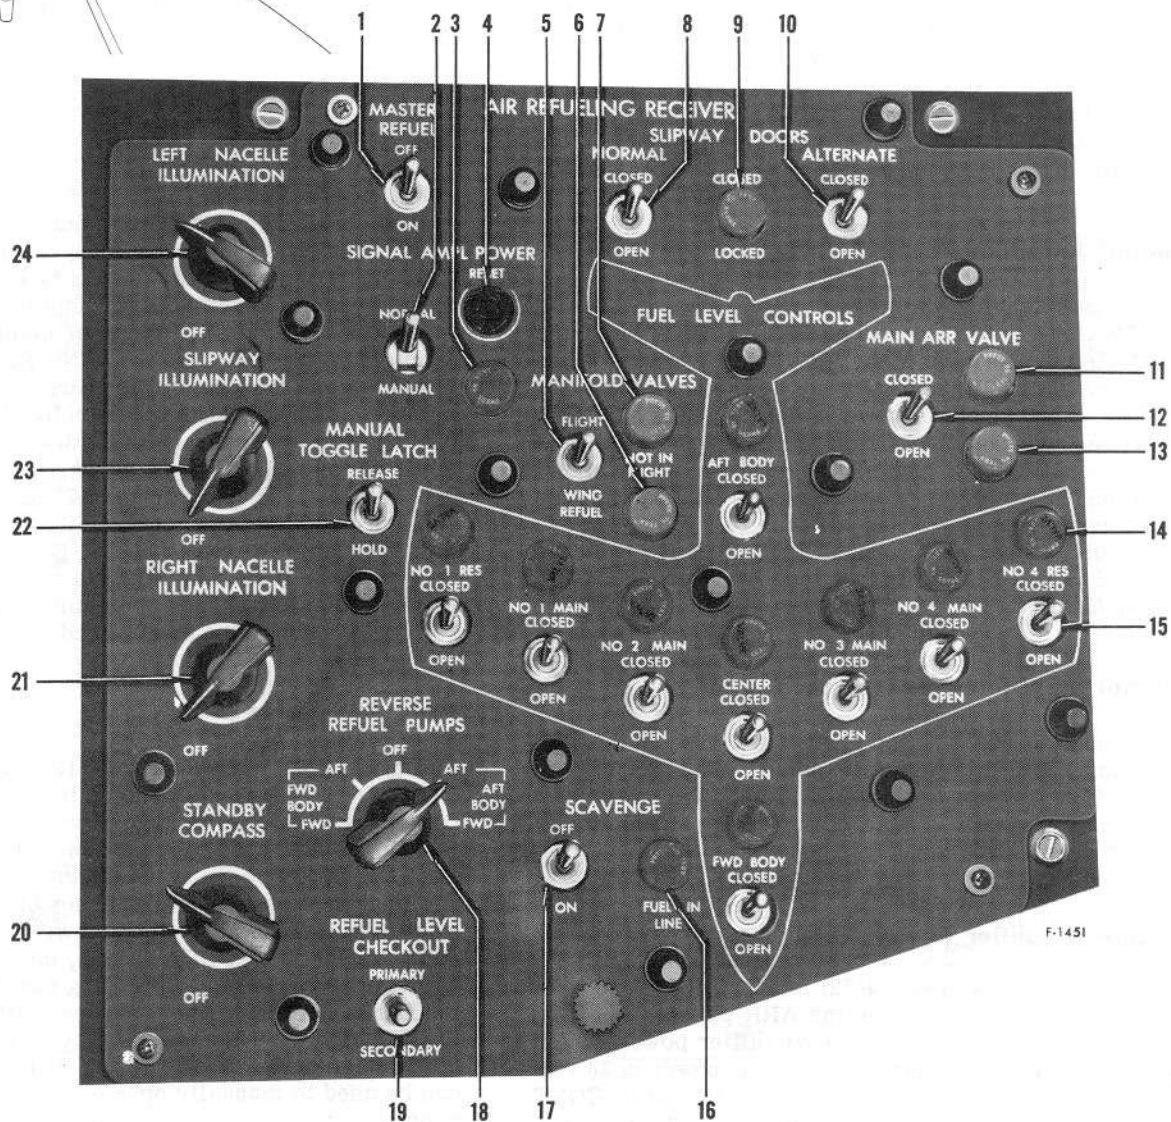 1 2 3 4 5 6 7 8 9 10
AIR REFUELING RECEIVER
MASTER
REFUEL
OFF
ON
SLIPWAY DOORS
NORMAL
CLOSED
OPEN
CLOSED
LOCKED
ALTERNATE
CLOSED
OPEN
LEFT NACELLE
ILLUMINATION
24
OFF
SIGNAL AMPL POWER
RESET
NORMAL
MANUAL
FUEL LEVEL CONTROLS
MAIN ARR VALVE
11
CLOSED
12
OPEN
13
SLIPWAY
ILLUMINATION
23
OFF
MANIFOLD VALVES
FLIGHT
WING
REFUEL
NOT IN
FLIGHT
MANUAL
TOGGLE LATCH
RELEASE
22
HOLD
AFT BODY
CLOSED
OPEN
14
RIGHT NACELLE
ILLUMINATION
21
OFF
NO 1 RES
CLOSED
OPEN
NO 1 MAIN
CLOSED
OPEN
NO 2 MAIN
CLOSED
OPEN
CENTER
CLOSED
OPEN
NO 3 MAIN
CLOSED
OPEN
NO 4 MAIN
CLOSED
OPEN
NO 4 RES
CLOSED
15
OPEN
REVERSE
REFUEL PUMPS
OFF
AFT AFT
FWD
BODY
AFT
BODY
FWD FWD
STANDBY
COMPASS
20
OFF
SCAVENGE
OFF
ON
FUEL IN
LINE
FWD BODY
CLOSED
OPEN
F-1451
REFUEL LEVEL
CHECKOUT
PRIMARY
SECONDARY
19 18 17 16